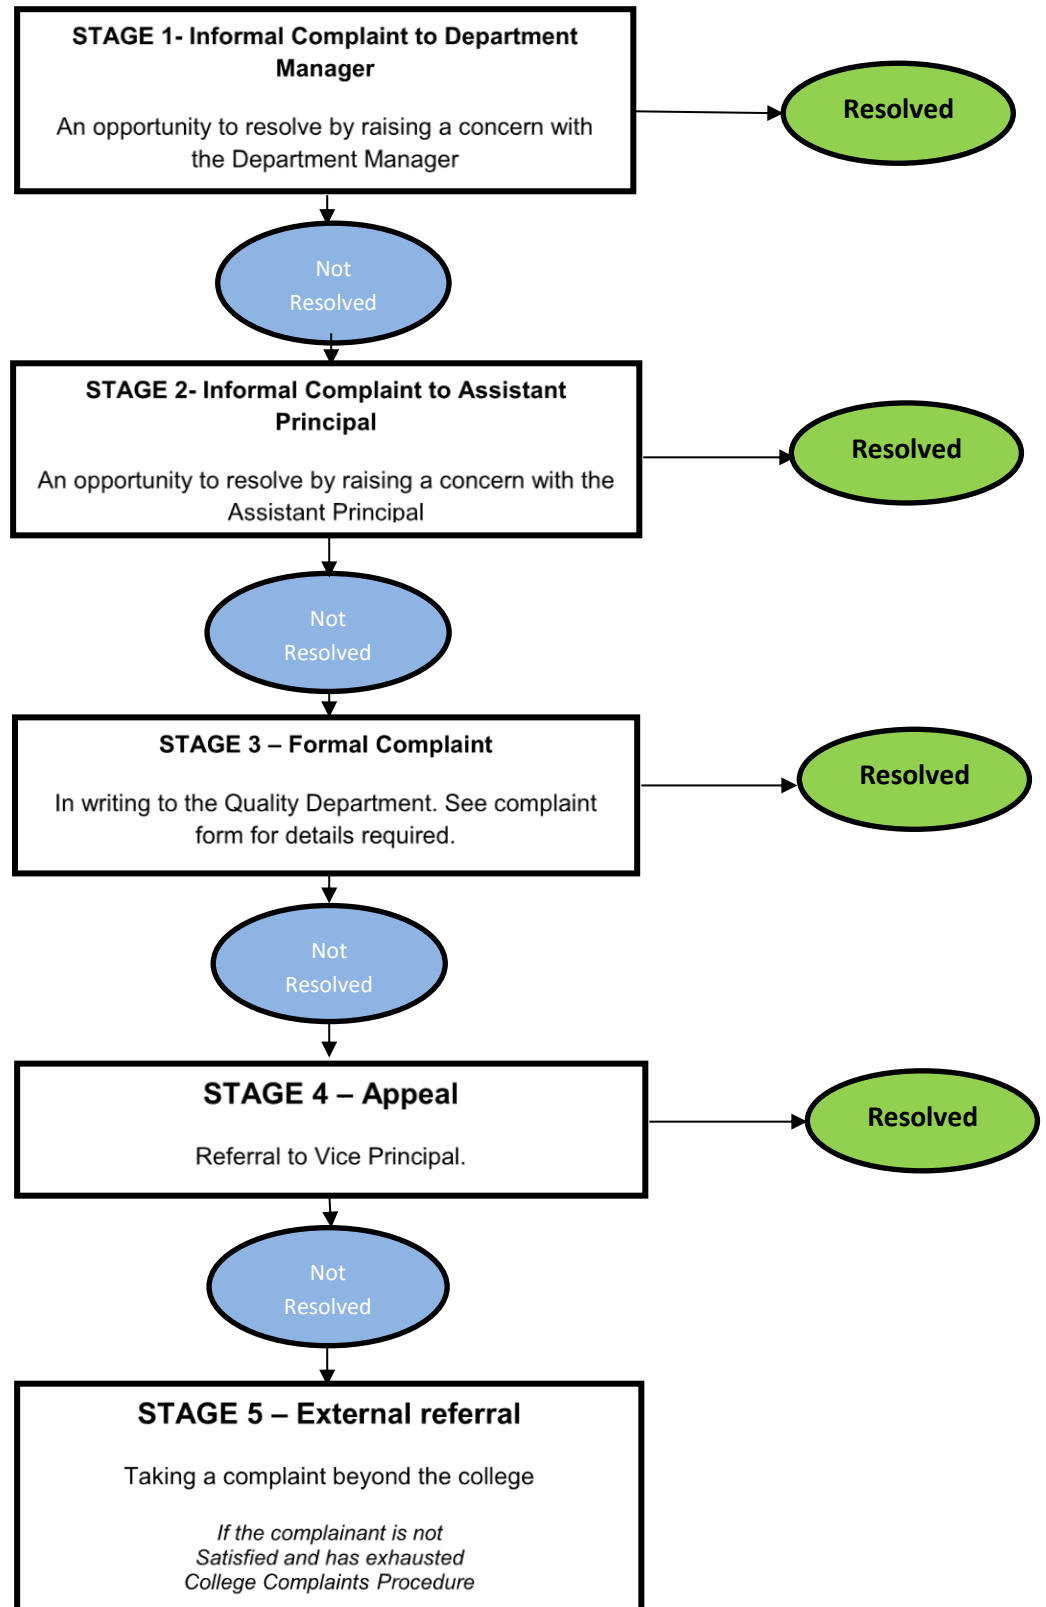 STAGE 1- Informal Complaint to Department
Manager
An opportunity to resolve by raising a concern with
the Department Manager
Resolved
Not
Resolved
STAGE 2- Informal Complaint to Assistant
Principal
An opportunity to resolve by raising a concern with the
Assistant Principal
Resolved
Not
Resolved
STAGE 3 – Formal Complaint
In writing to the Quality Department. See complaint
form for details required.
Resolved
Not
Resolved
STAGE 4 – Appeal
Referral to Vice Principal.
Resolved
Not
Resolved
STAGE 5 – External referral
Taking a complaint beyond the college
If the complainant is not
Satisfied and has exhausted
College Complaints Procedure